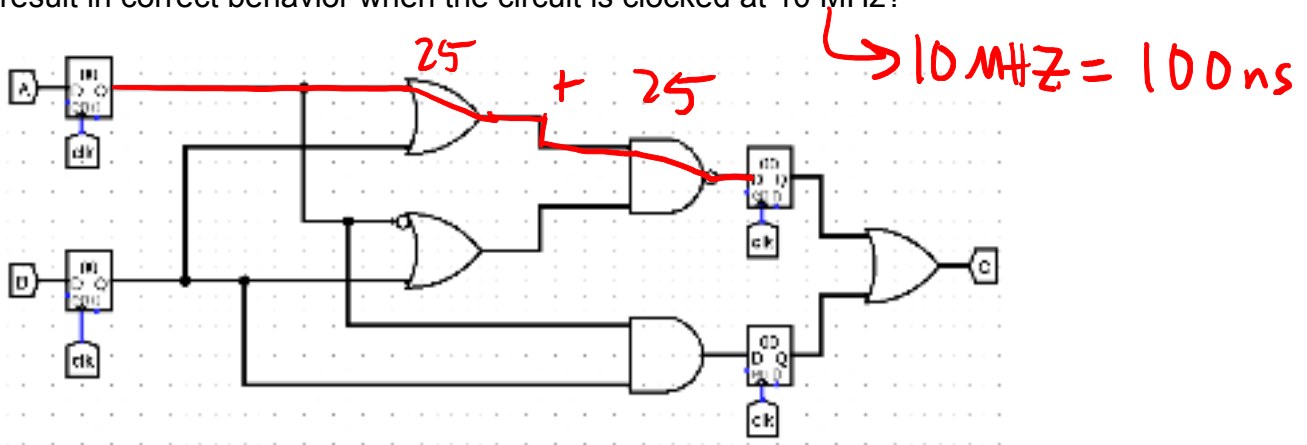 result in correct behavior when the circuit is clocked at 10 MHz?
10 MHZ = 100ns
25
+ 25
A
D Q
clk
D Q
clk
D Q
clk
C
D Q
clk